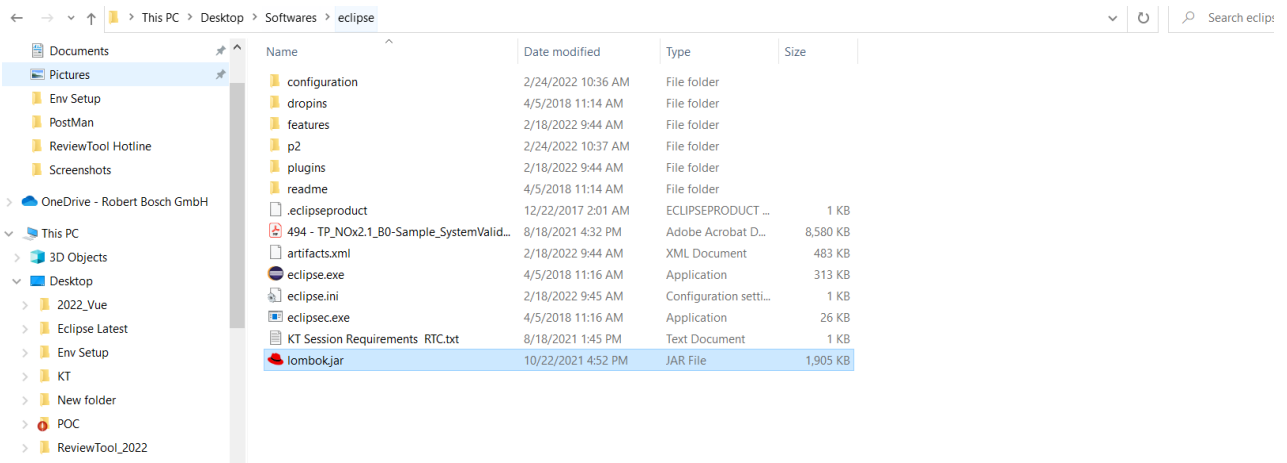 This PC > Desktop > Softwares > eclipse
Search eclips
Documents
Pictures
Env Setup
PostMan
ReviewTool Hotline
Screenshots
OneDrive - Robert Bosch GmbH
This PC
3D Objects
Desktop
2022_Vue
Eclipse Latest
Env Setup
KT
New folder
POC
ReviewTool_2022
Name Date modified Type Size
configuration 2/24/2022 10:36 AM File folder
dropins 4/5/2018 11:14 AM File folder
features 2/18/2022 9:44 AM File folder
p2 2/24/2022 10:37 AM File folder
plugins 2/18/2022 9:44 AM File folder
readme 4/5/2018 11:14 AM File folder
.eclipseproduct 12/22/2017 2:01 AM ECLIPSEPRODUCT ... 1 KB
494 - TP_NOx2.1_B0-Sample_SystemValid... 8/18/2021 4:32 PM Adobe Acrobat D... 8,580 KB
artifacts.xml 2/18/2022 9:44 AM XML Document 483 KB
eclipse.exe 4/5/2018 11:16 AM Application 313 KB
eclipse.ini 2/18/2022 9:45 AM Configuration setti... 1 KB
eclipsec.exe 4/5/2018 11:16 AM Application 26 KB
KT Session Requirements RTC.txt 8/18/2021 1:45 PM Text Document 1 KB
lombok.jar 10/22/2021 4:52 PM JAR File 1,905 KB